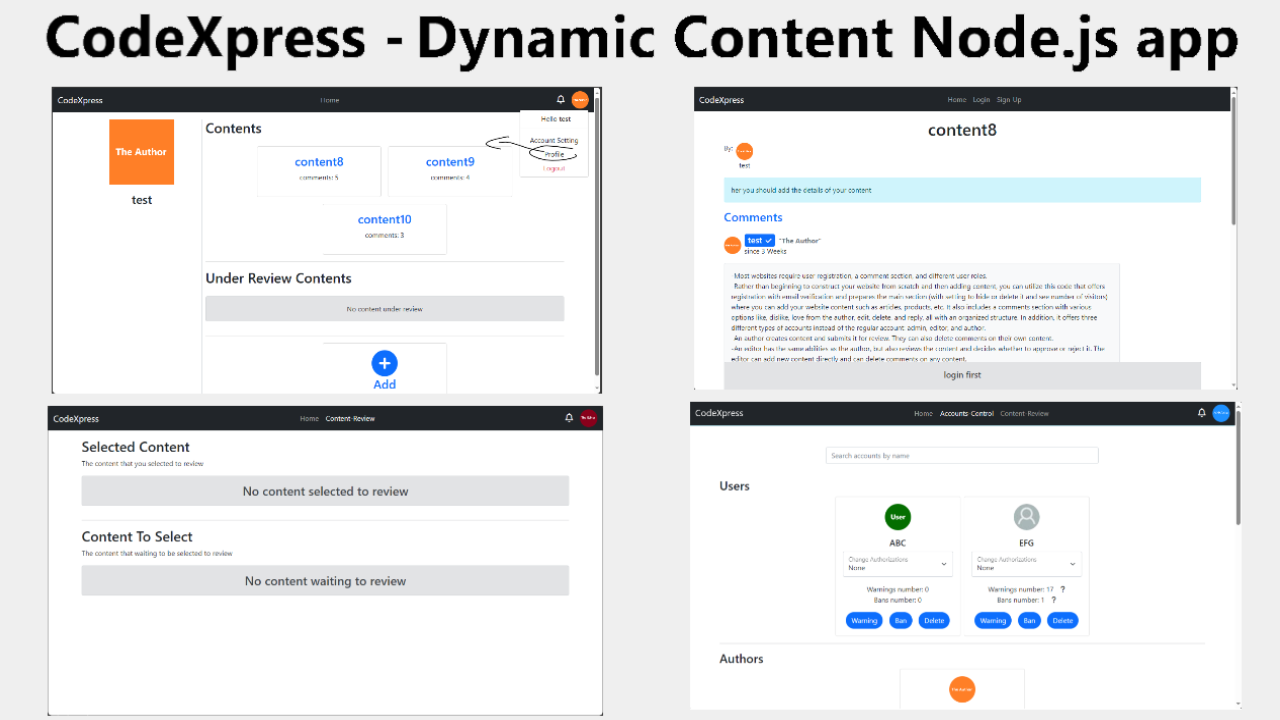 CodeXpress - Dynamic Content Node.js app
CodeXpress
Home
Hello test
Account Setting
Profile
Logout
The Author
test
Contents
content8
comments: 5
content9
comments: 4
content10
comments: 3
Under Review Contents
No content under review
Add
CodeXpress
Home Login Sign Up
content8
By:
test
her you should add the details of your content
Comments
test "The Author"
since 3 Weeks
Most websites require user registration, a comment section, and different user roles.
Rather than beginning to construct your website from scratch and then adding content, you can utilize this code that offers
registration with email verification and prepares the main section (with setting to hide or delete it and see number of visitors)
where you can add your website content such as articles, products, etc. It also includes a comments section with various
options like, dislike, love from the author, edit, delete, and reply, all with an organized structure. In addition, it offers three
different types of accounts instead of the regular account: admin, editor, and author.
An author creates content and submits it for review. They can also delete comments on their own content.
-An editor has the same abilities as the author, but also reviews the content and decides whether to approve or reject it. The
editor can add new content directly and can delete comments on any content.
login first
CodeXpress
Home Content-Review
Selected Content
The content that you selected to review
No content selected to review
Content To Select
The content that waiting to be selected to review
No content waiting to review
CodeXpress
Home Accounts-Control Content-Review
Search accounts by name
Users
User
ABC
Change Authorizations
None
Warnings number: 0
Bans number: 0
Warning Ban Delete
EFG
Change Authorizations
None
Warnings number: 17 ?
Bans number: 1 ?
Warning Ban Delete
Authors
The Author